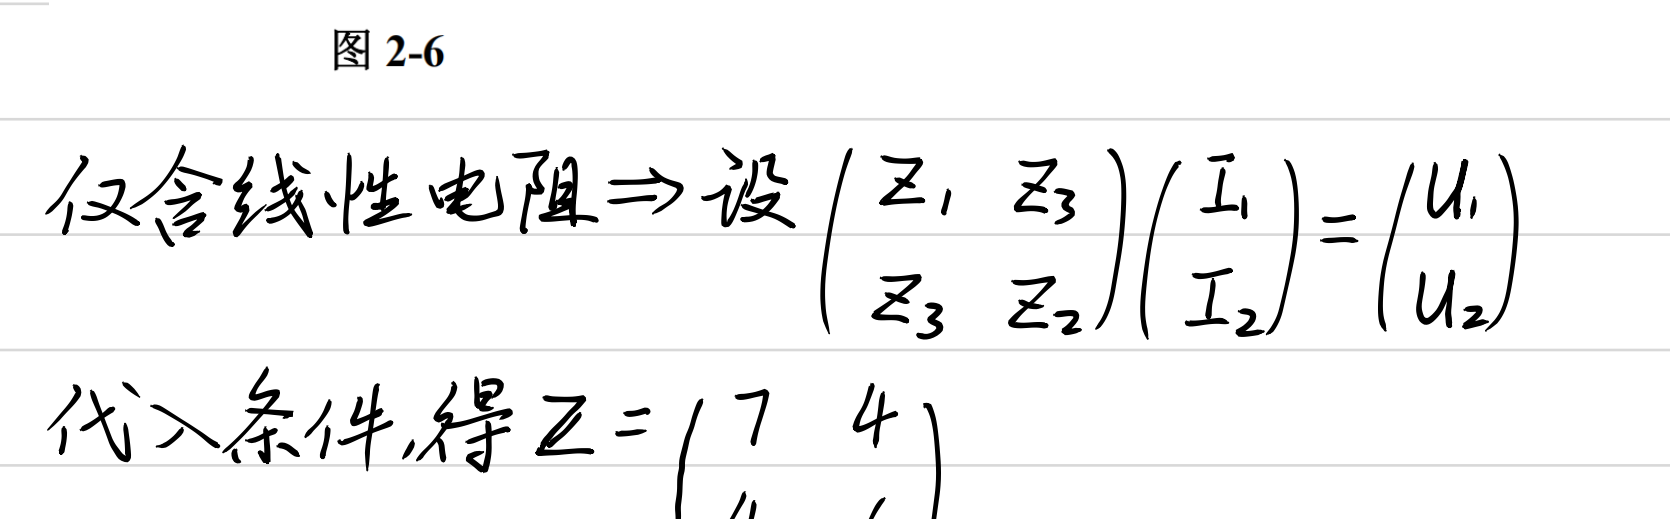 图 2-6
仅含线性电阻⇒设 ( Z₁ Z₃ ) ( I₁ ) = ( U₁ )
( Z₃ Z₂ ) ( I₂ ) ( U₂ )
代入条件,得 Z = ( 7 4